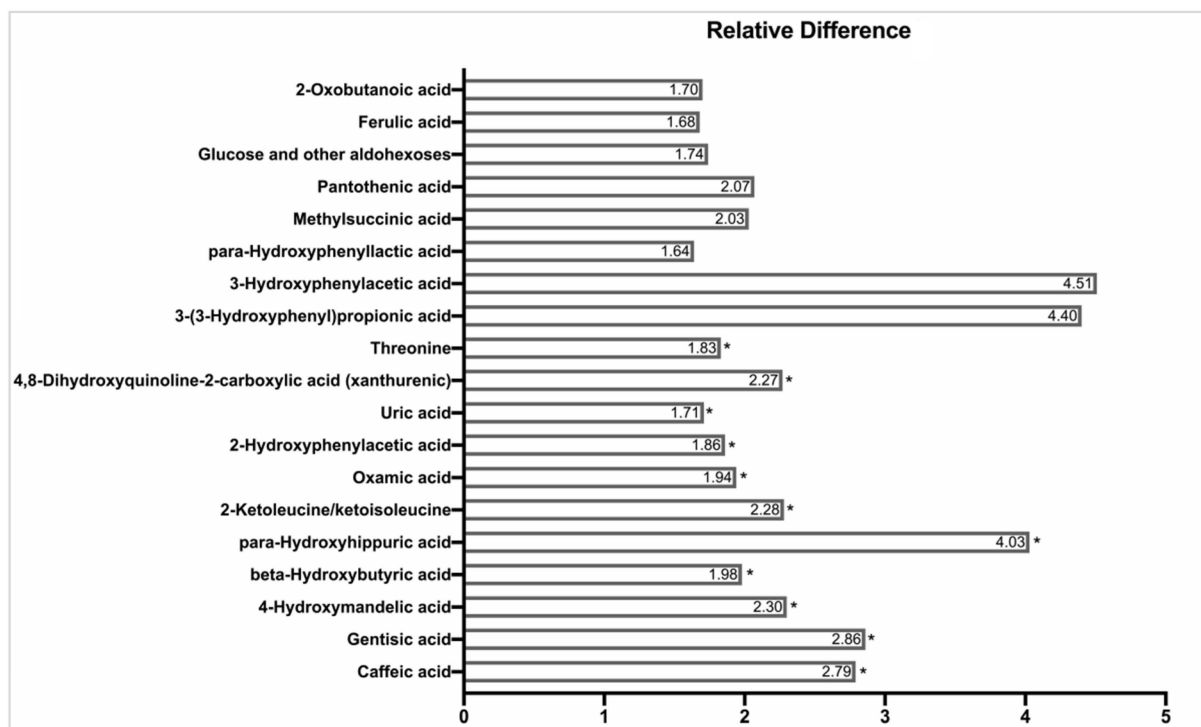 Relative Difference
2-Oxobutanoic acid 1.70
Ferulic acid 1.68
Glucose and other aldohexoses 1.74
Pantothenic acid 2.07
Methylsuccinic acid 2.03
para-Hydroxyphenyllactic acid 1.64
3-Hydroxyphenylacetic acid 4.51
3-(3-Hydroxyphenyl)propionic acid 4.40
Threonine 1.83 *
4,8-Dihydroxyquinoline-2-carboxylic acid (xanthurenic) 2.27 *
Uric acid 1.71 *
2-Hydroxyphenylacetic acid 1.86 *
Oxamic acid 1.94 *
2-Ketoleucine/ketoisoleucine 2.28 *
para-Hydroxyhippuric acid 4.03 *
beta-Hydroxybutyric acid 1.98 *
4-Hydroxymandelic acid 2.30 *
Gentisic acid 2.86 *
Caffeic acid 2.79 *
0 1 2 3 4 5